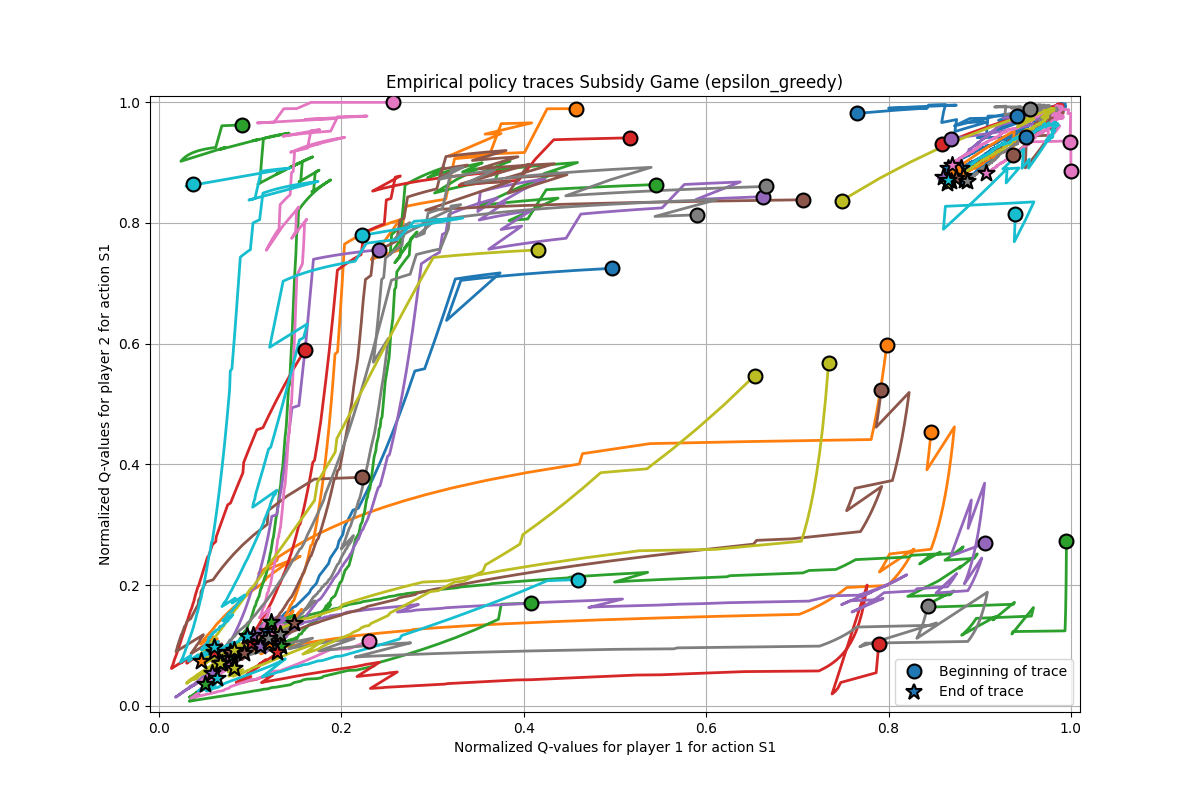 Empirical policy traces Subsidy Game (epsilon_greedy)
Normalized Q-values for player 2 for action S1
1.0
0.8
0.6
0.4
0.2
0.0
Beginning of trace
End of trace
0.0 0.2 0.4 0.6 0.8 1.0
Normalized Q-values for player 1 for action S1